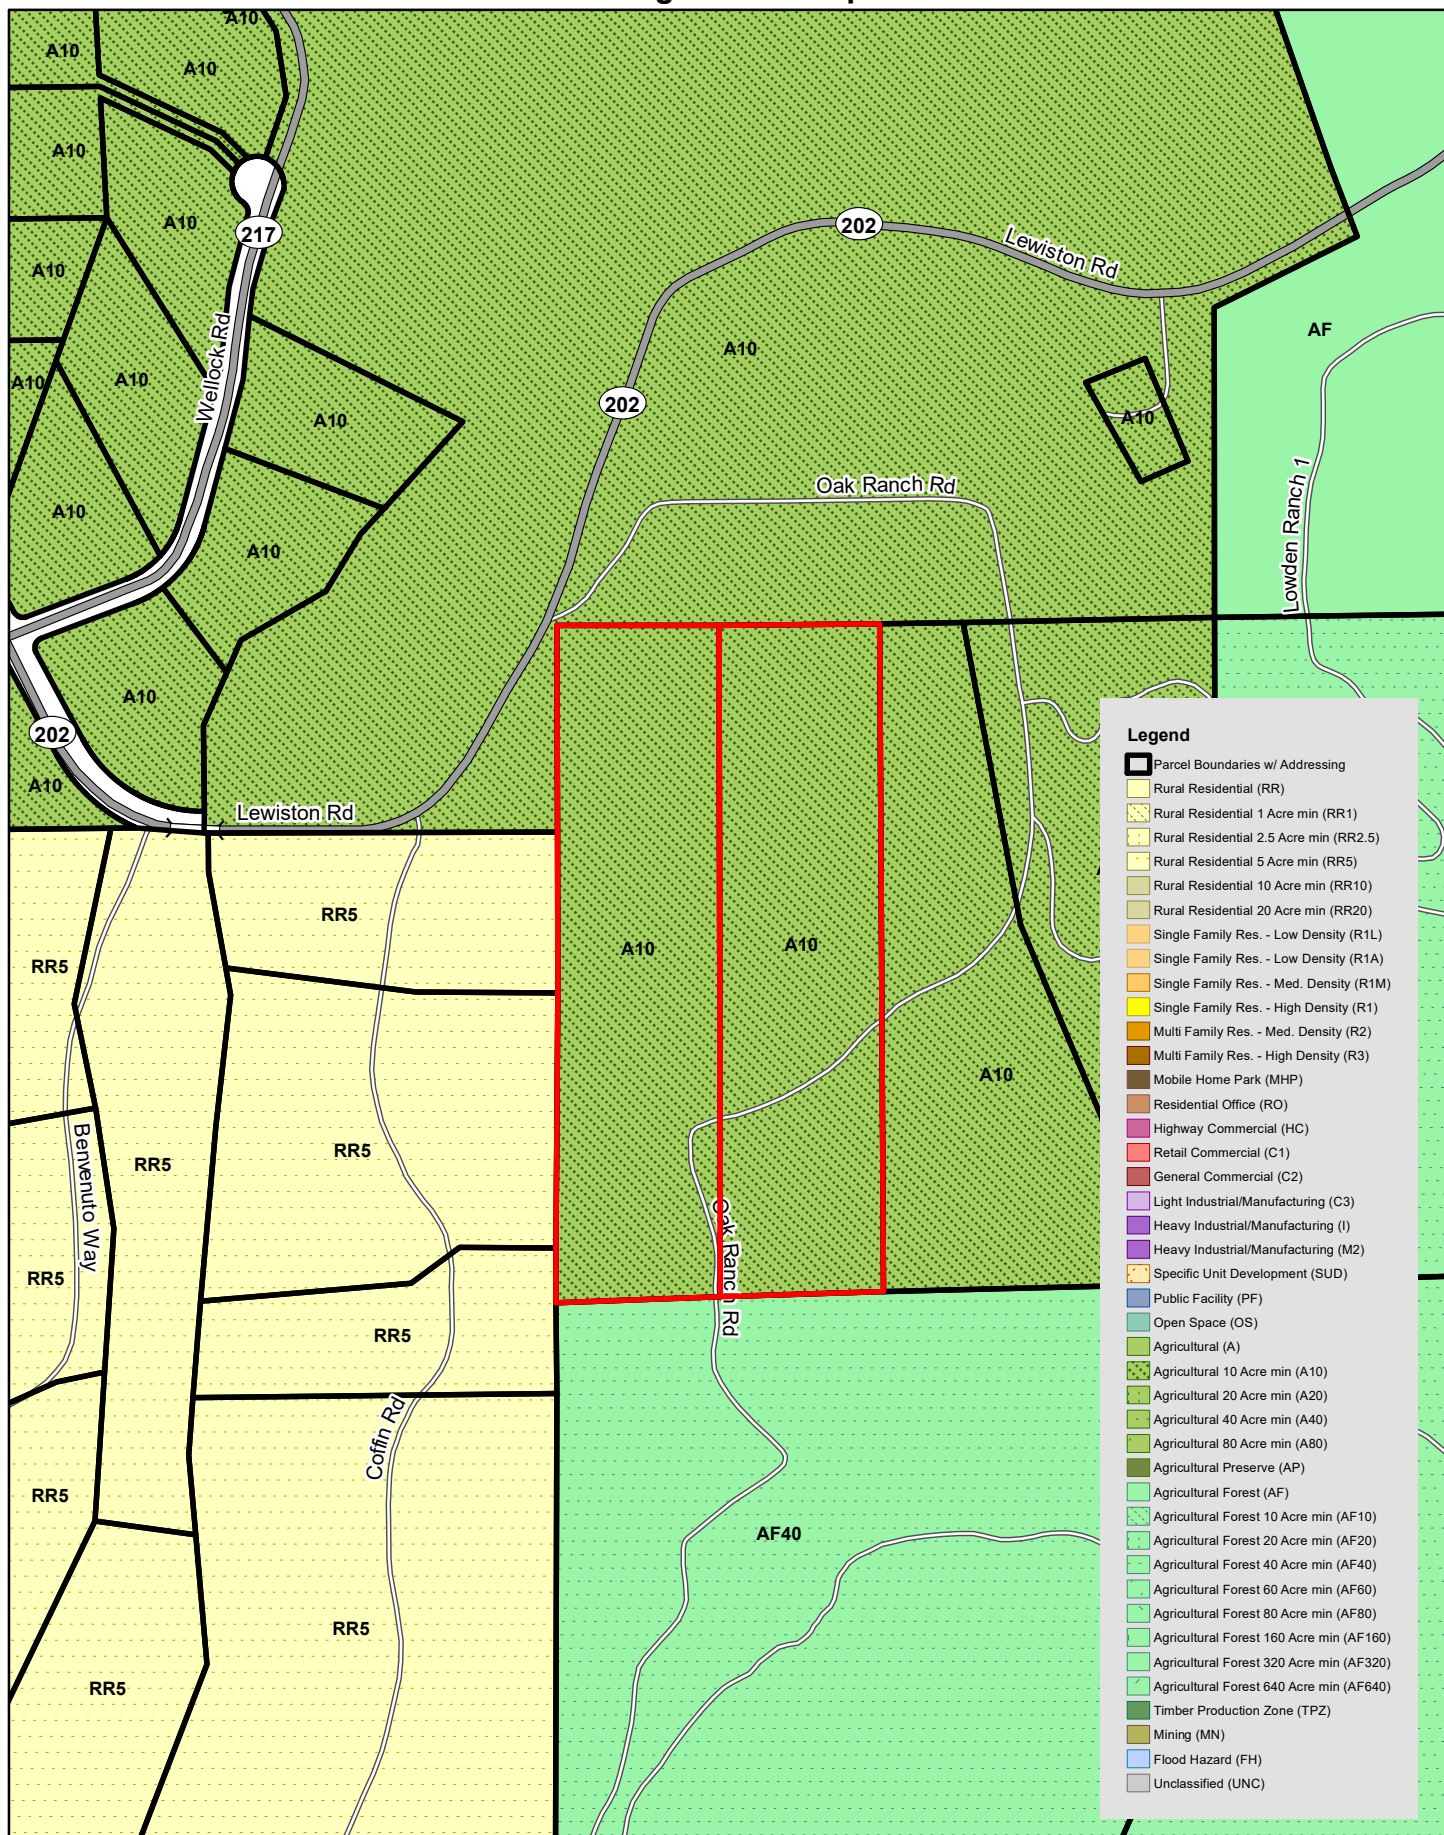 A10
A10
A10
A10
A10
217
A10
202
Lewiston Rd
A10
AF
Wellock Rd
A10
A10
A10
202
A10
A10
Oak Ranch Rd
Lowden Ranch 1
A10
A10
A10
202
A10
Lewiston Rd
RR5
RR5
A10
A10
A10
Benvenuto Way
RR5
RR5
Oak Ranch Rd
RR5
RR5
Coffin Rd
RR5
AF40
RR5
RR5
Legend
Parcel Boundaries w/ Addressing
Rural Residential (RR)
Rural Residential 1 Acre min (RR1)
Rural Residential 2.5 Acre min (RR2.5)
Rural Residential 5 Acre min (RR5)
Rural Residential 10 Acre min (RR10)
Rural Residential 20 Acre min (RR20)
Single Family Res. - Low Density (R1L)
Single Family Res. - Low Density (R1A)
Single Family Res. - Med. Density (R1M)
Single Family Res. - High Density (R1)
Multi Family Res. - Med. Density (R2)
Multi Family Res. - High Density (R3)
Mobile Home Park (MHP)
Residential Office (RO)
Highway Commercial (HC)
Retail Commercial (C1)
General Commercial (C2)
Light Industrial/Manufacturing (C3)
Heavy Industrial/Manufacturing (I)
Heavy Industrial/Manufacturing (M2)
Specific Unit Development (SUD)
Public Facility (PF)
Open Space (OS)
Agricultural (A)
Agricultural 10 Acre min (A10)
Agricultural 20 Acre min (A20)
Agricultural 40 Acre min (A40)
Agricultural 80 Acre min (A80)
Agricultural Preserve (AP)
Agricultural Forest (AF)
Agricultural Forest 10 Acre min (AF10)
Agricultural Forest 20 Acre min (AF20)
Agricultural Forest 40 Acre min (AF40)
Agricultural Forest 60 Acre min (AF60)
Agricultural Forest 80 Acre min (AF80)
Agricultural Forest 160 Acre min (AF160)
Agricultural Forest 320 Acre min (AF320)
Agricultural Forest 640 Acre min (AF640)
Timber Production Zone (TPZ)
Mining (MN)
Flood Hazard (FH)
Unclassified (UNC)